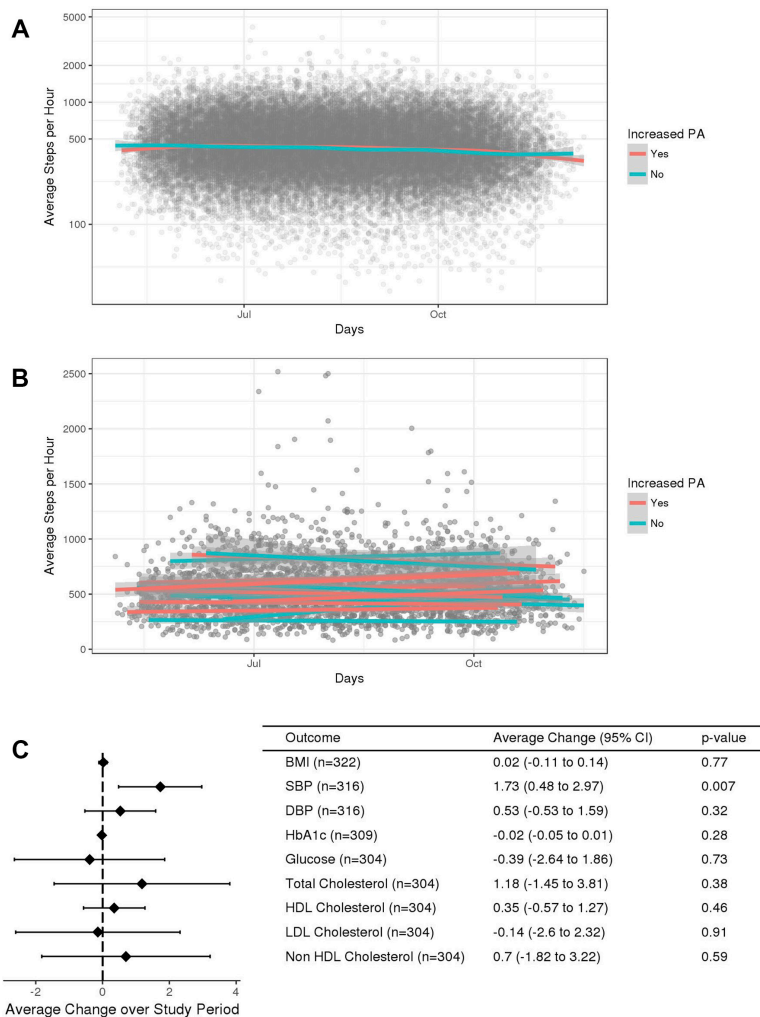 A
5000
2000
1000
500
100
Average Steps per Hour
Jul
Oct
Days
Increased PA
Yes
No
B
2500
2000
1500
1000
500
0
Average Steps per Hour
Jul
Oct
Days
Increased PA
Yes
No
C
Outcome Average Change (95% CI) p-value
BMI (n=322) 0.02 (-0.11 to 0.14) 0.77
SBP (n=316) 1.73 (0.48 to 2.97) 0.007
DBP (n=316) 0.53 (-0.53 to 1.59) 0.32
HbA1c (n=309) -0.02 (-0.05 to 0.01) 0.28
Glucose (n=304) -0.39 (-2.64 to 1.86) 0.73
Total Cholesterol (n=304) 1.18 (-1.45 to 3.81) 0.38
HDL Cholesterol (n=304) 0.35 (-0.57 to 1.27) 0.46
LDL Cholesterol (n=304) -0.14 (-2.6 to 2.32) 0.91
Non HDL Cholesterol (n=304) 0.7 (-1.82 to 3.22) 0.59
-2 0 2 4
Average Change over Study Period